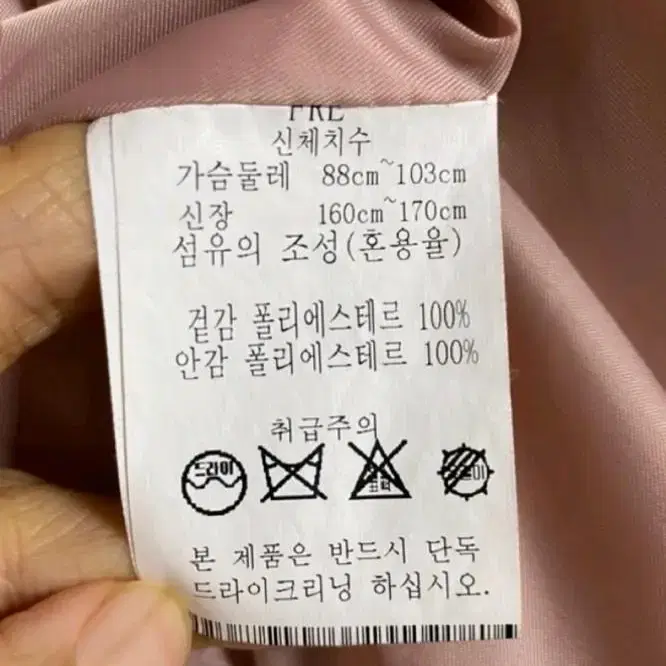 FRE
신체치수
가슴둘레 88cm~103cm
신장 160cm~170cm
섬유의 조성(혼용율)
겉감 폴리에스테르 100%
안감 폴리에스테르 100%
취급주의
드라이
본 제품은 반드시 단독
드라이크리닝 하십시오.